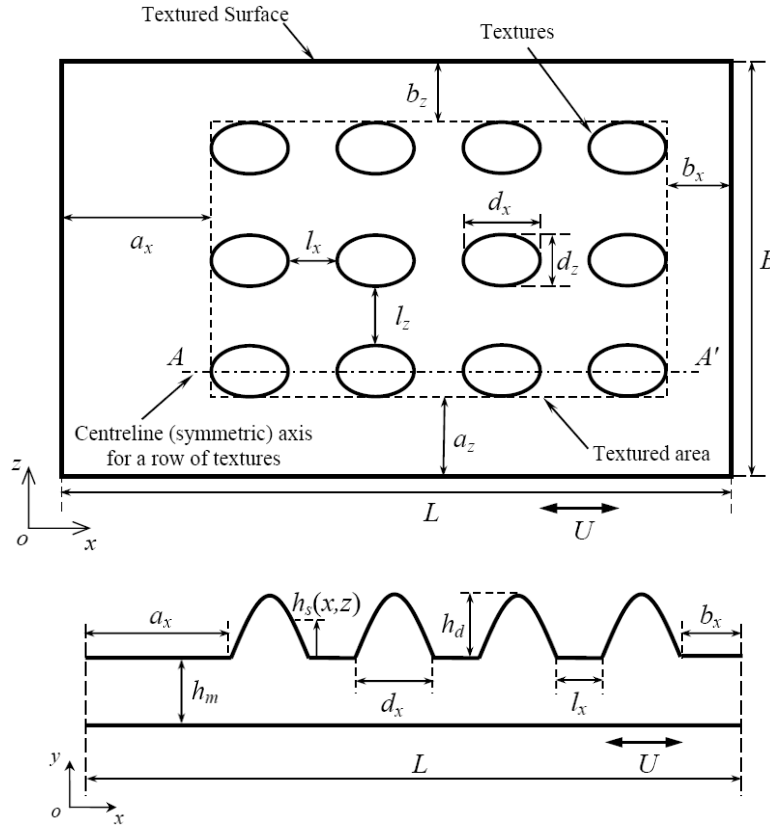 Textured Surface
Textures
b_z
b_x
d_x
a_x
l_x
d_z
B
l_z
A
A′
Centreline (symmetric) axis
for a row of textures
a_z
Textured area
z
L
U
o
x
h_s(x,z)
a_x
h_d
b_x
h_m
d_x
l_x
U
y
L
o
x